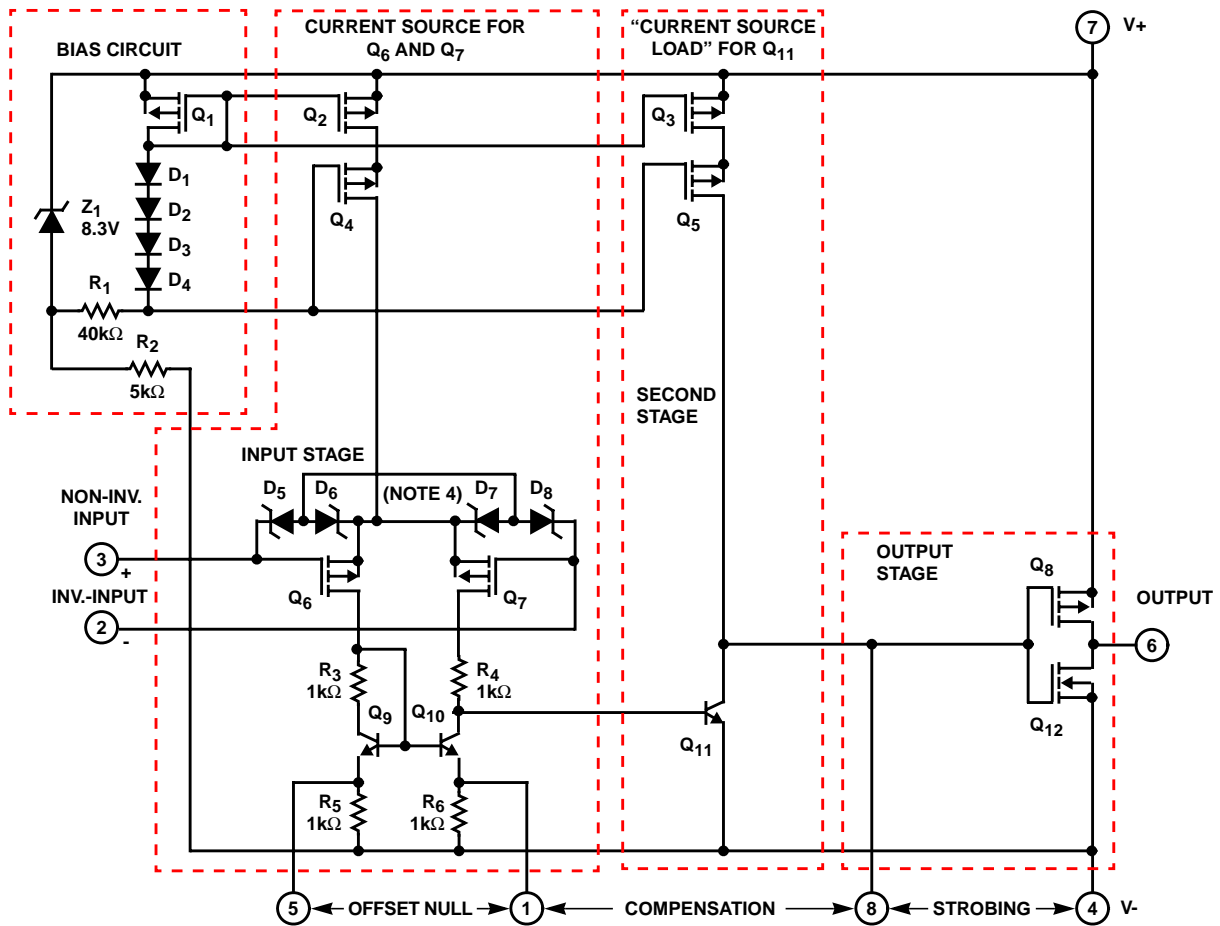 CURRENT SOURCE FOR
Q6 AND Q7
“CURRENT SOURCE
LOAD” FOR Q11
7
V+
BIAS CIRCUIT
Q1
Q2
Q3
D1
Z1
8.3V
D2
Q4
Q5
D3
D4
R1
40kΩ
R2
5kΩ
SECOND
STAGE
INPUT STAGE
D5
D6
(NOTE 4)
D7
D8
NON-INV.
INPUT
3
+
OUTPUT
STAGE
Q8
OUTPUT
6
INV.-INPUT
2
-
Q6
Q7
R3
1kΩ
R4
1kΩ
Q9
Q10
Q11
Q12
R5
1kΩ
R6
1kΩ
5
OFFSET NULL
1
COMPENSATION
8
STROBING
4
V-